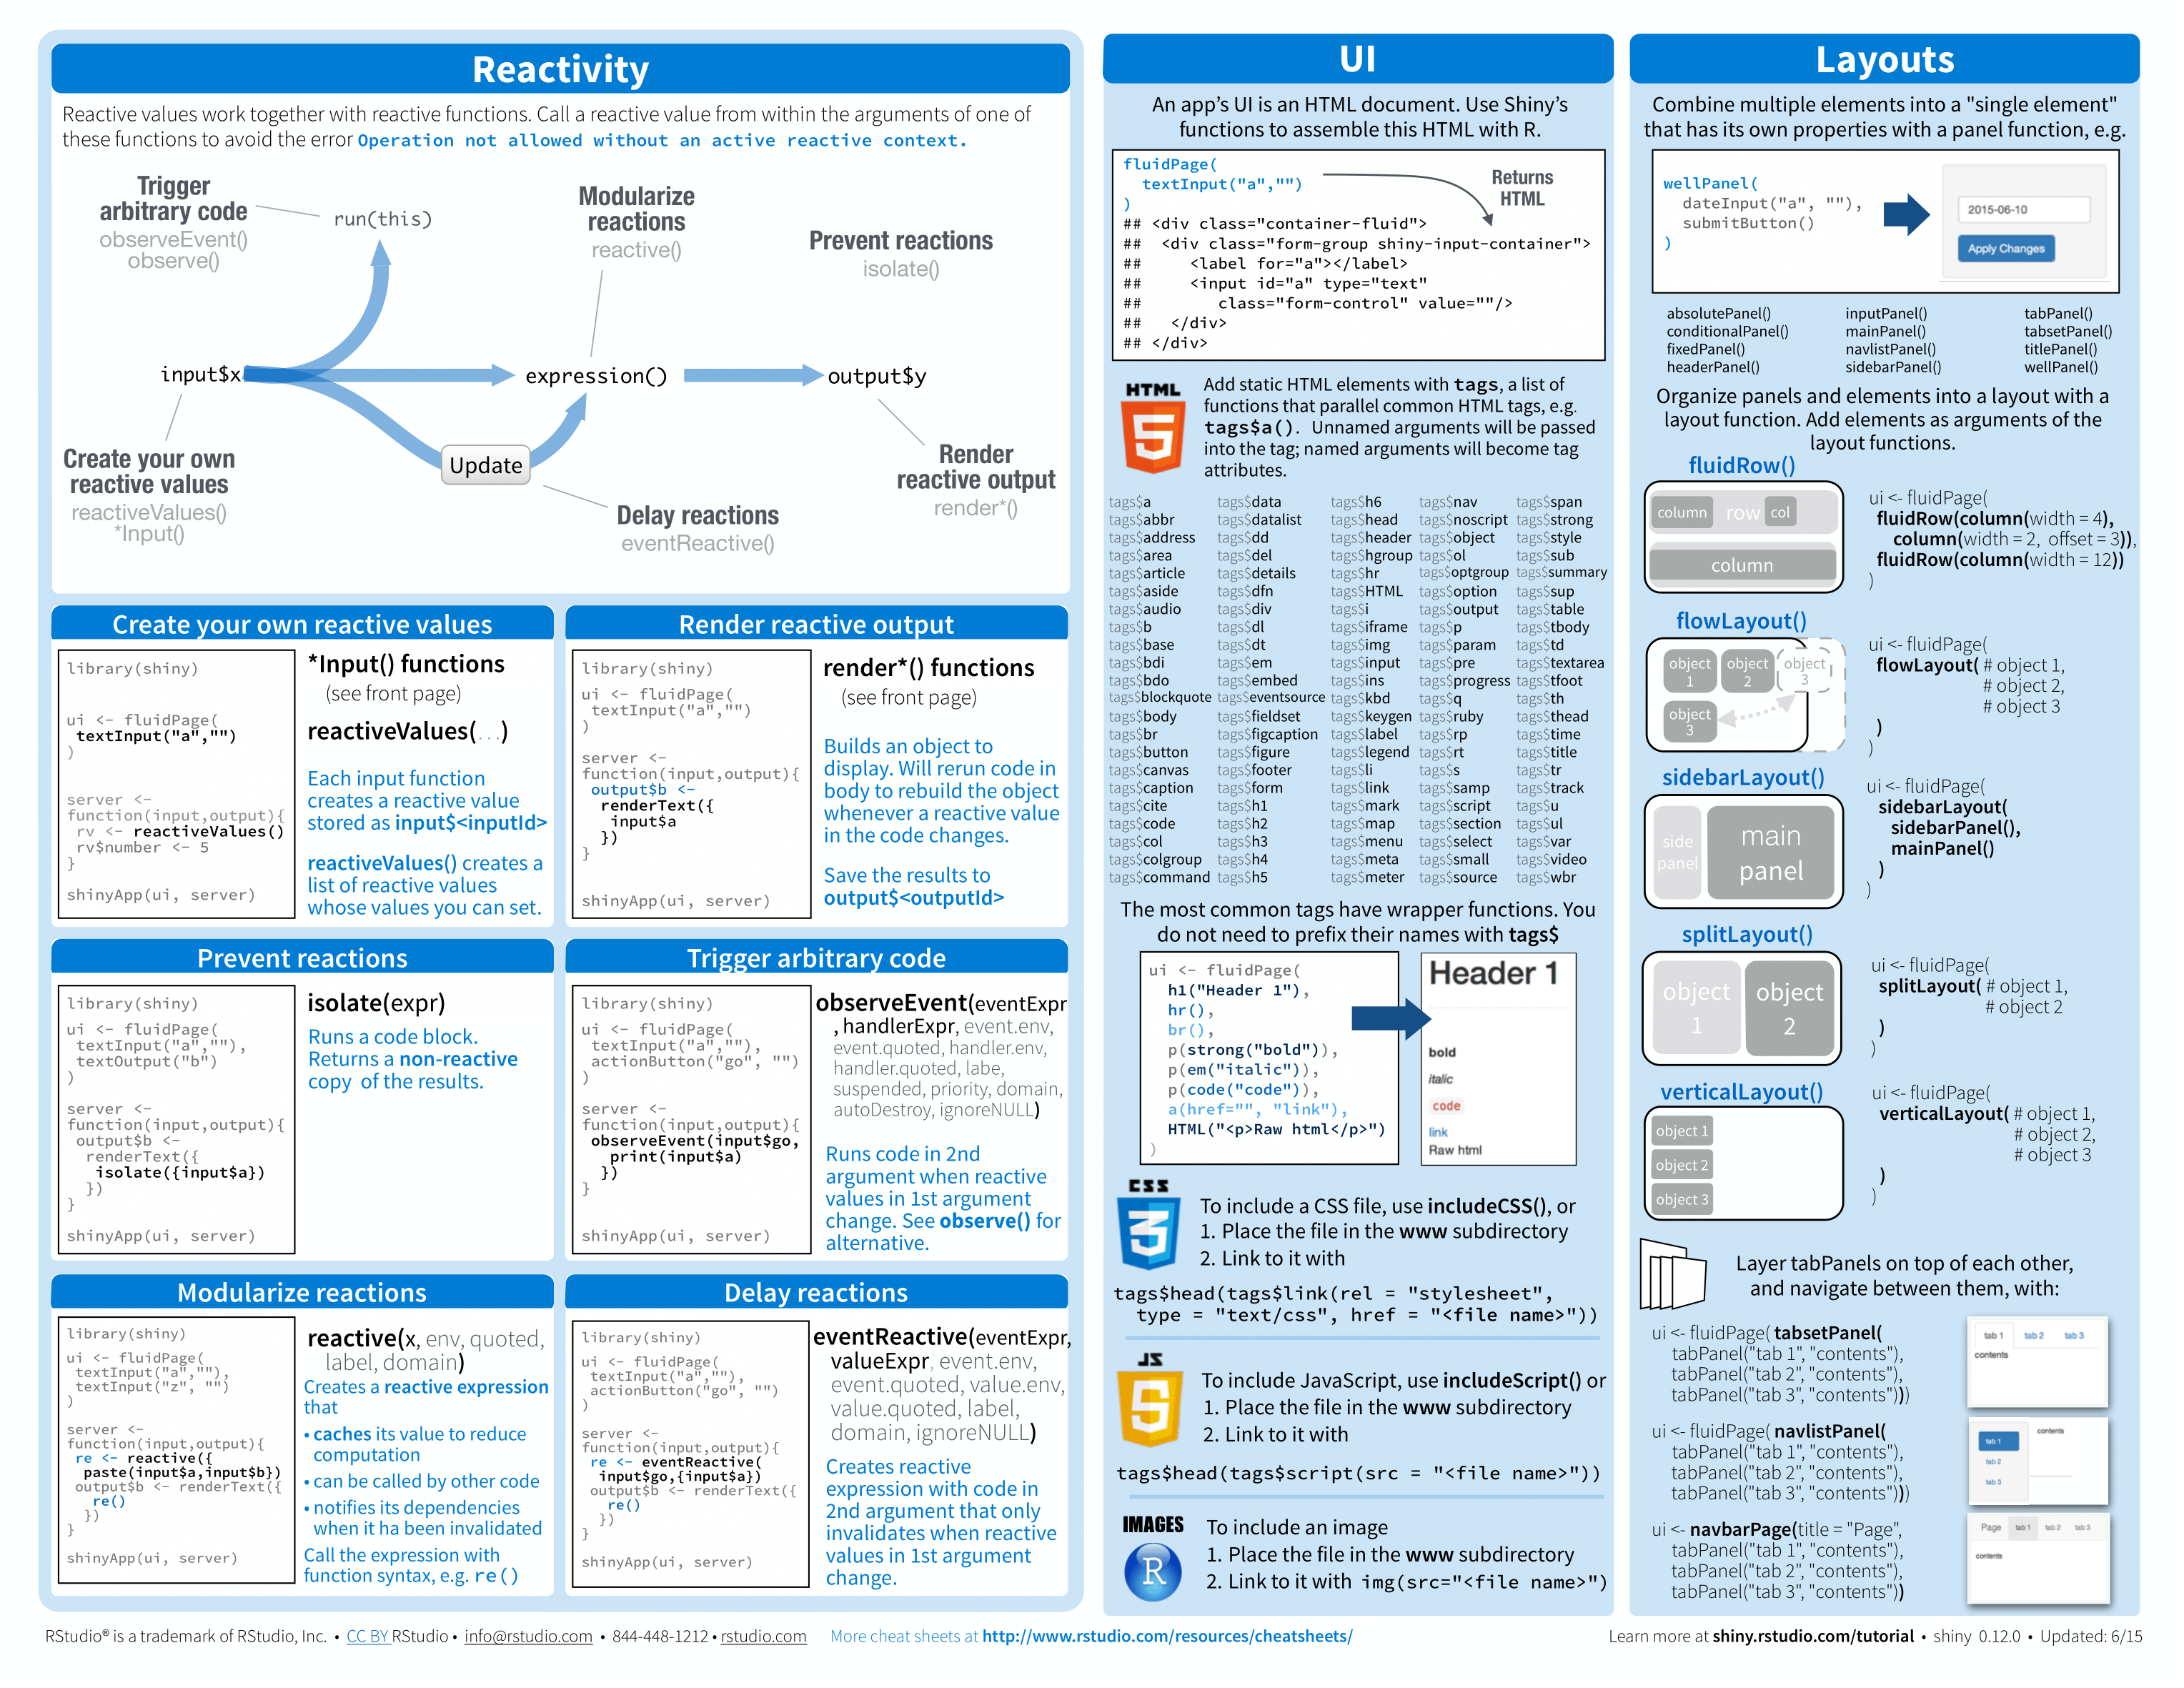 Reactivity
Reactive values work together with reactive functions. Call a reactive value from within the arguments of one of
these functions to avoid the error Operation not allowed without an active reactive context.
Trigger
arbitrary code
observeEvent()
observe()
run(this)
Modularize
reactions
reactive()
Prevent reactions
isolate()
input$x
expression()
output$y
Update
Create your own
reactive values
reactiveValues()
*Input()
Delay reactions
eventReactive()
Render
reactive output
render*()
Create your own reactive values
library(shiny)
ui <- fluidPage(
textInput("a","")
)
server <-
function(input,output){
rv <- reactiveValues()
rv$number <- 5
}
shinyApp(ui, server)
*Input() functions
(see front page)
reactiveValues(...)
Each input function
creates a reactive value
stored as input$<inputId>
reactiveValues() creates a
list of reactive values
whose values you can set.
Render reactive output
library(shiny)
ui <- fluidPage(
textInput("a","")
)
server <-
function(input,output){
output$b <-
renderText({
input$a
})
}
shinyApp(ui, server)
render*() functions
(see front page)
Builds an object to
display. Will rerun code in
body to rebuild the object
whenever a reactive value
in the code changes.
Save the results to
output$<outputId>
Prevent reactions
library(shiny)
ui <- fluidPage(
textInput("a",""),
textOutput("b")
)
server <-
function(input,output){
output$b <-
renderText({
isolate({input$a})
})
}
shinyApp(ui, server)
isolate(expr)
Runs a code block.
Returns a non-reactive
copy of the results.
Trigger arbitrary code
library(shiny)
ui <- fluidPage(
textInput("a",""),
actionButton("go", "")
)
server <-
function(input,output){
observeEvent(input$go,
print(input$a)
})
}
shinyApp(ui, server)
observeEvent(eventExpr
, handlerExpr, event.env,
event.quoted, handler.env,
handler.quoted, labe,
suspended, priority, domain,
autoDestroy, ignoreNULL)
Runs code in 2nd
argument when reactive
values in 1st argument
change. See observe() for
alternative.
Modularize reactions
library(shiny)
ui <- fluidPage(
textInput("a",""),
textInput("z", "")
)
server <-
function(input,output){
re <- reactive({
paste(input$a,input$b})
output$b <- renderText({
re()
})
}
shinyApp(ui, server)
reactive(x, env, quoted,
label, domain)
Creates a reactive expression
that
• caches its value to reduce
computation
• can be called by other code
• notifies its dependencies
when it ha been invalidated
Call the expression with
function syntax, e.g. re()
Delay reactions
library(shiny)
ui <- fluidPage(
textInput("a",""),
actionButton("go", "")
)
server <-
function(input,output){
re <- eventReactive(
input$go,{input$a})
output$b <- renderText({
re()
})
}
shinyApp(ui, server)
eventReactive(eventExpr,
valueExpr, event.env,
event.quoted, value.env,
value.quoted, label,
domain, ignoreNULL)
Creates reactive
expression with code in
2nd argument that only
invalidates when reactive
values in 1st argument
change.
UI
An app's UI is an HTML document. Use Shiny's
functions to assemble this HTML with R.
fluidPage(
textInput("a","")
)
Returns
HTML
## <div class="container-fluid">
## <div class="form-group shiny-input-container">
## <label for="a"></label>
## <input id="a" type="text"
## class="form-control" value=""/>
## </div>
## </div>
HTML
5
Add static HTML elements with tags, a list of
functions that parallel common HTML tags, e.g.
tags$a(). Unnamed arguments will be passed
into the tag; named arguments will become tag
attributes.
tags$a tags$data tags$h6 tags$nav tags$span
tags$abbr tags$datalist tags$head tags$noscript tags$strong
tags$address tags$dd tags$header tags$object tags$style
tags$area tags$del tags$hgroup tags$ol tags$sub
tags$article tags$details tags$hr tags$optgroup tags$summary
tags$aside tags$dfn tags$HTML tags$option tags$sup
tags$audio tags$div tags$i tags$output tags$table
tags$b tags$dl tags$iframe tags$p tags$tbody
tags$base tags$dt tags$img tags$param tags$td
tags$bdi tags$em tags$input tags$pre tags$textarea
tags$bdo tags$embed tags$ins tags$progress tags$tfoot
tags$blockquote tags$eventsource tags$kbd tags$q tags$th
tags$body tags$fieldset tags$keygen tags$ruby tags$thead
tags$br tags$figcaption tags$label tags$rp tags$time
tags$button tags$figure tags$legend tags$rt tags$title
tags$canvas tags$footer tags$li tags$s tags$tr
tags$caption tags$form tags$link tags$samp tags$track
tags$cite tags$h1 tags$mark tags$script tags$u
tags$code tags$h2 tags$map tags$section tags$ul
tags$col tags$h3 tags$menu tags$select tags$var
tags$colgroup tags$h4 tags$meta tags$small tags$video
tags$command tags$h5 tags$meter tags$source tags$wbr
The most common tags have wrapper functions. You
do not need to prefix their names with tags$
ui <- fluidPage(
h1("Header 1"),
hr(),
br(),
p(strong("bold")),
p(em("italic")),
p(code("code")),
a(href="", "link"),
HTML("<p>Raw html</p>")
)
Header 1
bold
italic
code
link
Raw html
CSS
3
To include a CSS file, use includeCSS(), or
1. Place the file in the www subdirectory
2. Link to it with
tags$head(tags$link(rel = "stylesheet",
type = "text/css", href = "<file name>"))
JS
5
To include JavaScript, use includeScript() or
1. Place the file in the www subdirectory
2. Link to it with
tags$head(tags$script(src = "<file name>"))
IMAGES
R
To include an image
1. Place the file in the www subdirectory
2. Link to it with img(src="<file name>")
Layouts
Combine multiple elements into a "single element"
that has its own properties with a panel function, e.g.
wellPanel(
dateInput("a", ""),
submitButton()
)
2015-06-10
Apply Changes
absolutePanel() inputPanel() tabPanel()
conditionalPanel() mainPanel() tabsetPanel()
fixedPanel() navlistPanel() titlePanel()
headerPanel() sidebarPanel() wellPanel()
Organize panels and elements into a layout with a
layout function. Add elements as arguments of the
layout functions.
fluidRow()
column row col
column
ui <- fluidPage(
fluidRow(column(width = 4),
column(width = 2, offset = 3)),
fluidRow(column(width = 12))
)
flowLayout()
object 1
object 2
object 3
object 3
ui <- fluidPage(
flowLayout( # object 1,
# object 2,
# object 3
)
)
sidebarLayout()
side panel
main panel
ui <- fluidPage(
sidebarLayout(
sidebarPanel(),
mainPanel()
)
)
splitLayout()
object 1
object 2
ui <- fluidPage(
splitLayout( # object 1,
# object 2
)
)
verticalLayout()
object 1
object 2
object 3
ui <- fluidPage(
verticalLayout( # object 1,
# object 2,
# object 3
)
)
Layer tabPanels on top of each other,
and navigate between them, with:
ui <- fluidPage( tabsetPanel(
tabPanel("tab 1", "contents"),
tabPanel("tab 2", "contents"),
tabPanel("tab 3", "contents")))
tab 1 tab 2 tab 3
contents
ui <- fluidPage( navlistPanel(
tabPanel("tab 1", "contents"),
tabPanel("tab 2", "contents"),
tabPanel("tab 3", "contents")))
tab 1
tab 2
tab 3
contents
ui <- navbarPage(title = "Page",
tabPanel("tab 1", "contents"),
tabPanel("tab 2", "contents"),
tabPanel("tab 3", "contents"))
Page tab 1 tab 2 tab 3
contents
RStudio® is a trademark of RStudio, Inc. • CC BY RStudio • info@rstudio.com • 844-448-1212 • rstudio.com
More cheat sheets at http://www.rstudio.com/resources/cheatsheets/
Learn more at shiny.rstudio.com/tutorial • shiny 0.12.0 • Updated: 6/15